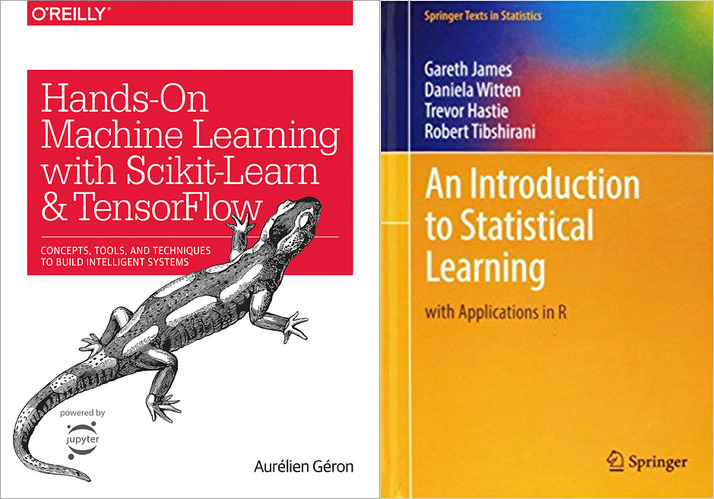 O'REILLY®
Hands-On
Machine Learning
with Scikit-Learn
& TensorFlow
CONCEPTS, TOOLS, AND TECHNIQUES
TO BUILD INTELLIGENT SYSTEMS
powered by
jupyter
Aurélien Géron
Springer Texts in Statistics
Gareth James
Daniela Witten
Trevor Hastie
Robert Tibshirani
An Introduction
to Statistical
Learning
with Applications in R
Springer